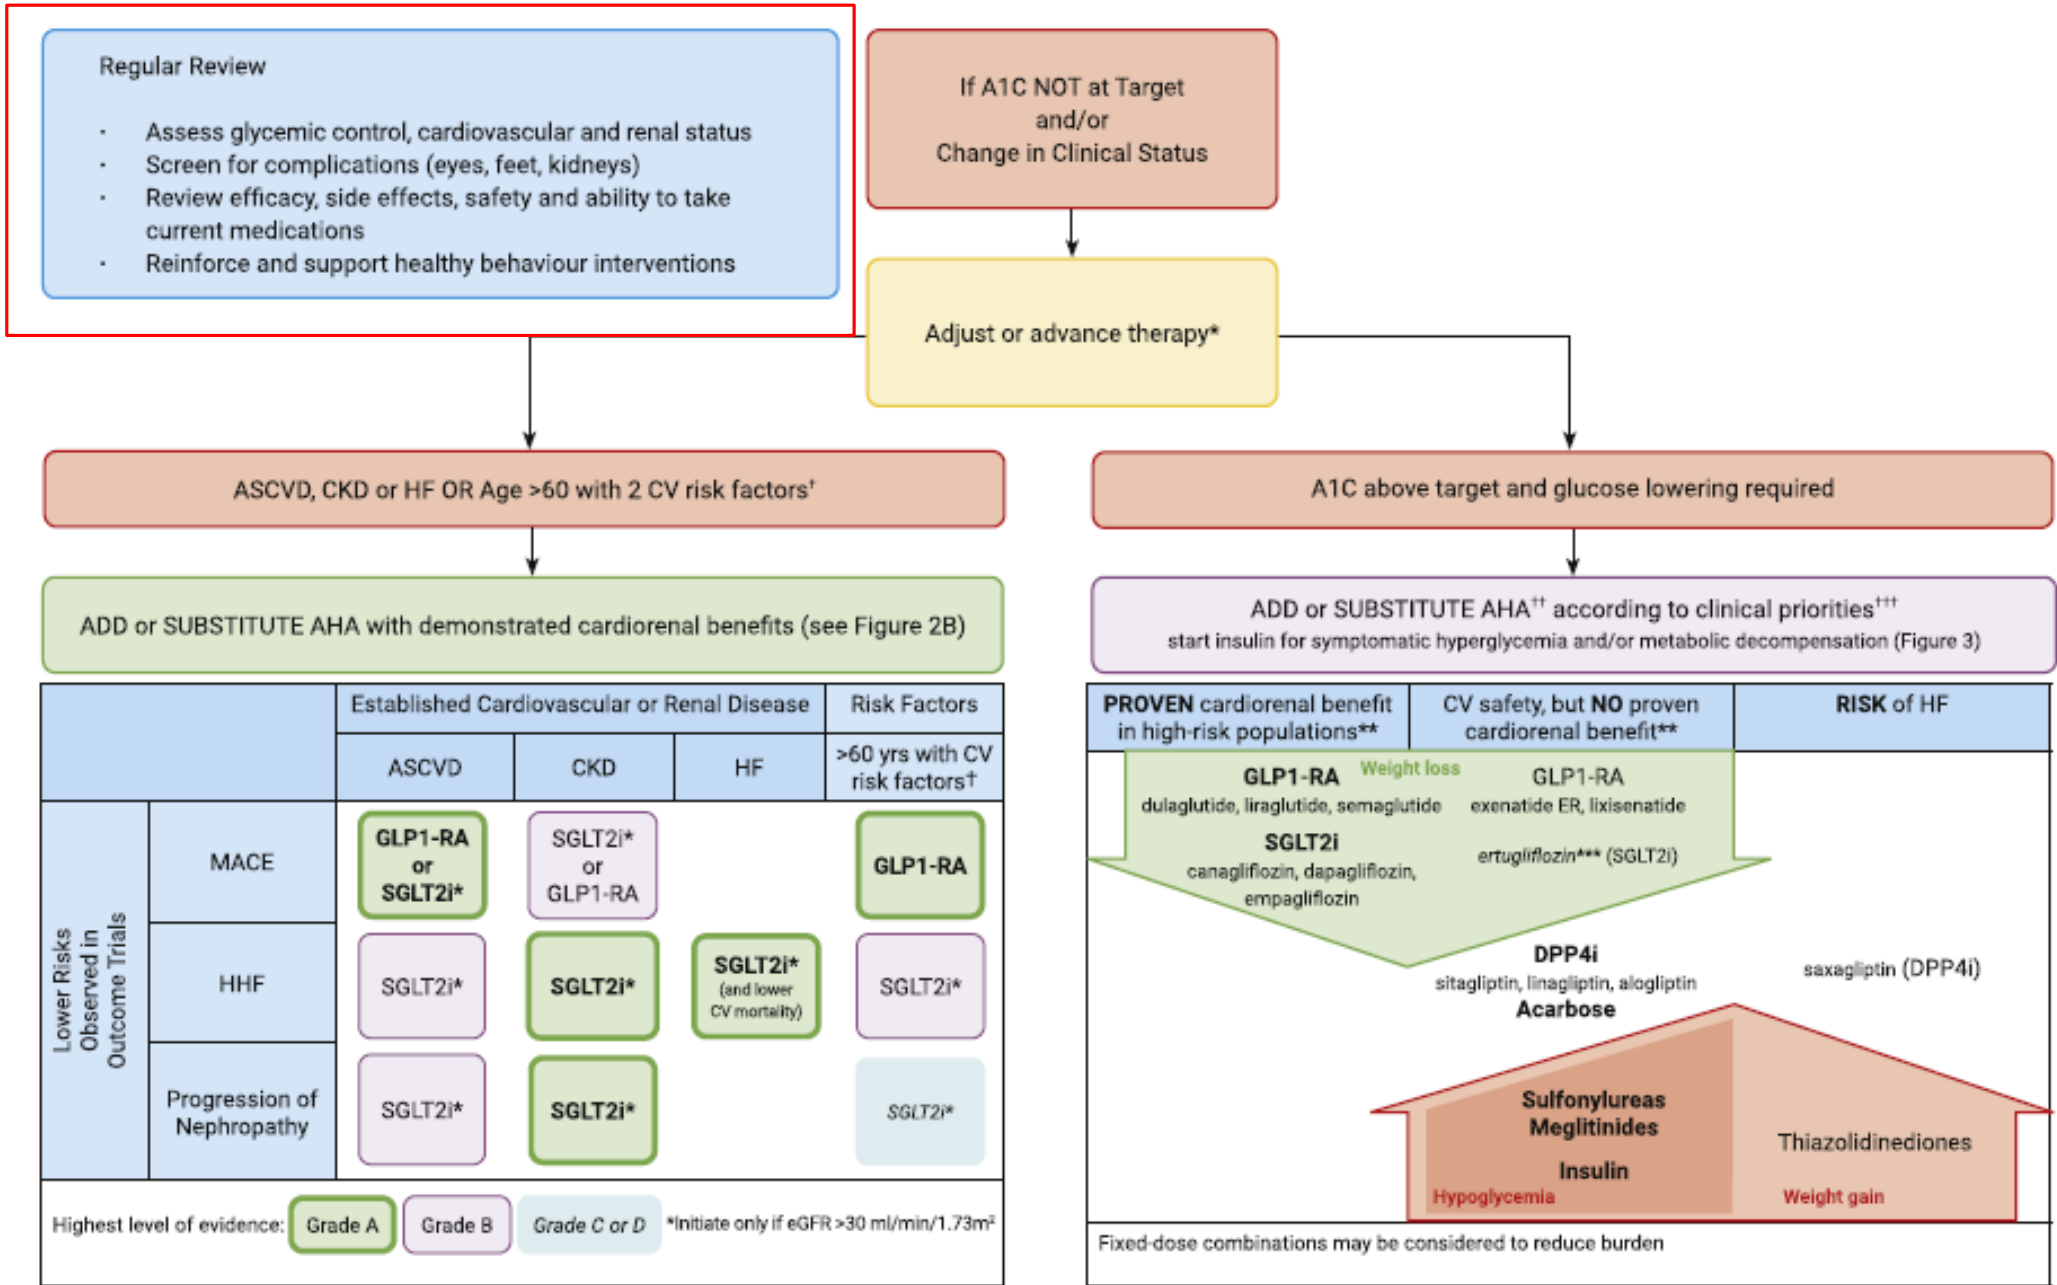 Regular Review
· Assess glycemic control, cardiovascular and renal status
· Screen for complications (eyes, feet, kidneys)
· Review efficacy, side effects, safety and ability to take
current medications
· Reinforce and support healthy behaviour interventions
If A1C NOT at Target
and/or
Change in Clinical Status
Adjust or advance therapy*
ASCVD, CKD or HF OR Age >60 with 2 CV risk factors†
ADD or SUBSTITUTE AHA with demonstrated cardiorenal benefits (see Figure 2B)
Established Cardiovascular or Renal Disease
Risk Factors
ASCVD
CKD
HF
>60 yrs with CV
risk factors†
Lower Risks
Observed in
Outcome Trials
MACE
GLP1-RA
or
SGLT2i*
SGLT2i*
or
GLP1-RA
GLP1-RA
HHF
SGLT2i*
SGLT2i*
SGLT2i*
(and lower
CV mortality)
SGLT2i*
Progression of
Nephropathy
SGLT2i*
SGLT2i*
SGLT2i*
Highest level of evidence:
Grade A
Grade B
Grade C or D
*Initiate only if eGFR >30 ml/min/1.73m²
A1C above target and glucose lowering required
ADD or SUBSTITUTE AHA†† according to clinical priorities†††
start insulin for symptomatic hyperglycemia and/or metabolic decompensation (Figure 3)
PROVEN cardiorenal benefit
in high-risk populations**
CV safety, but NO proven
cardiorenal benefit**
RISK of HF
Weight loss
GLP1-RA
dulaglutide, liraglutide, semaglutide
SGLT2i
canagliflozin, dapagliflozin,
empagliflozin
GLP1-RA
exenatide ER, lixisenatide
ertugliflozin*** (SGLT2i)
DPP4i
sitagliptin, linagliptin, alogliptin
Acarbose
saxagliptin (DPP4i)
Sulfonylureas
Meglitinides
Insulin
Hypoglycemia
Thiazolidinediones
Weight gain
Fixed-dose combinations may be considered to reduce burden